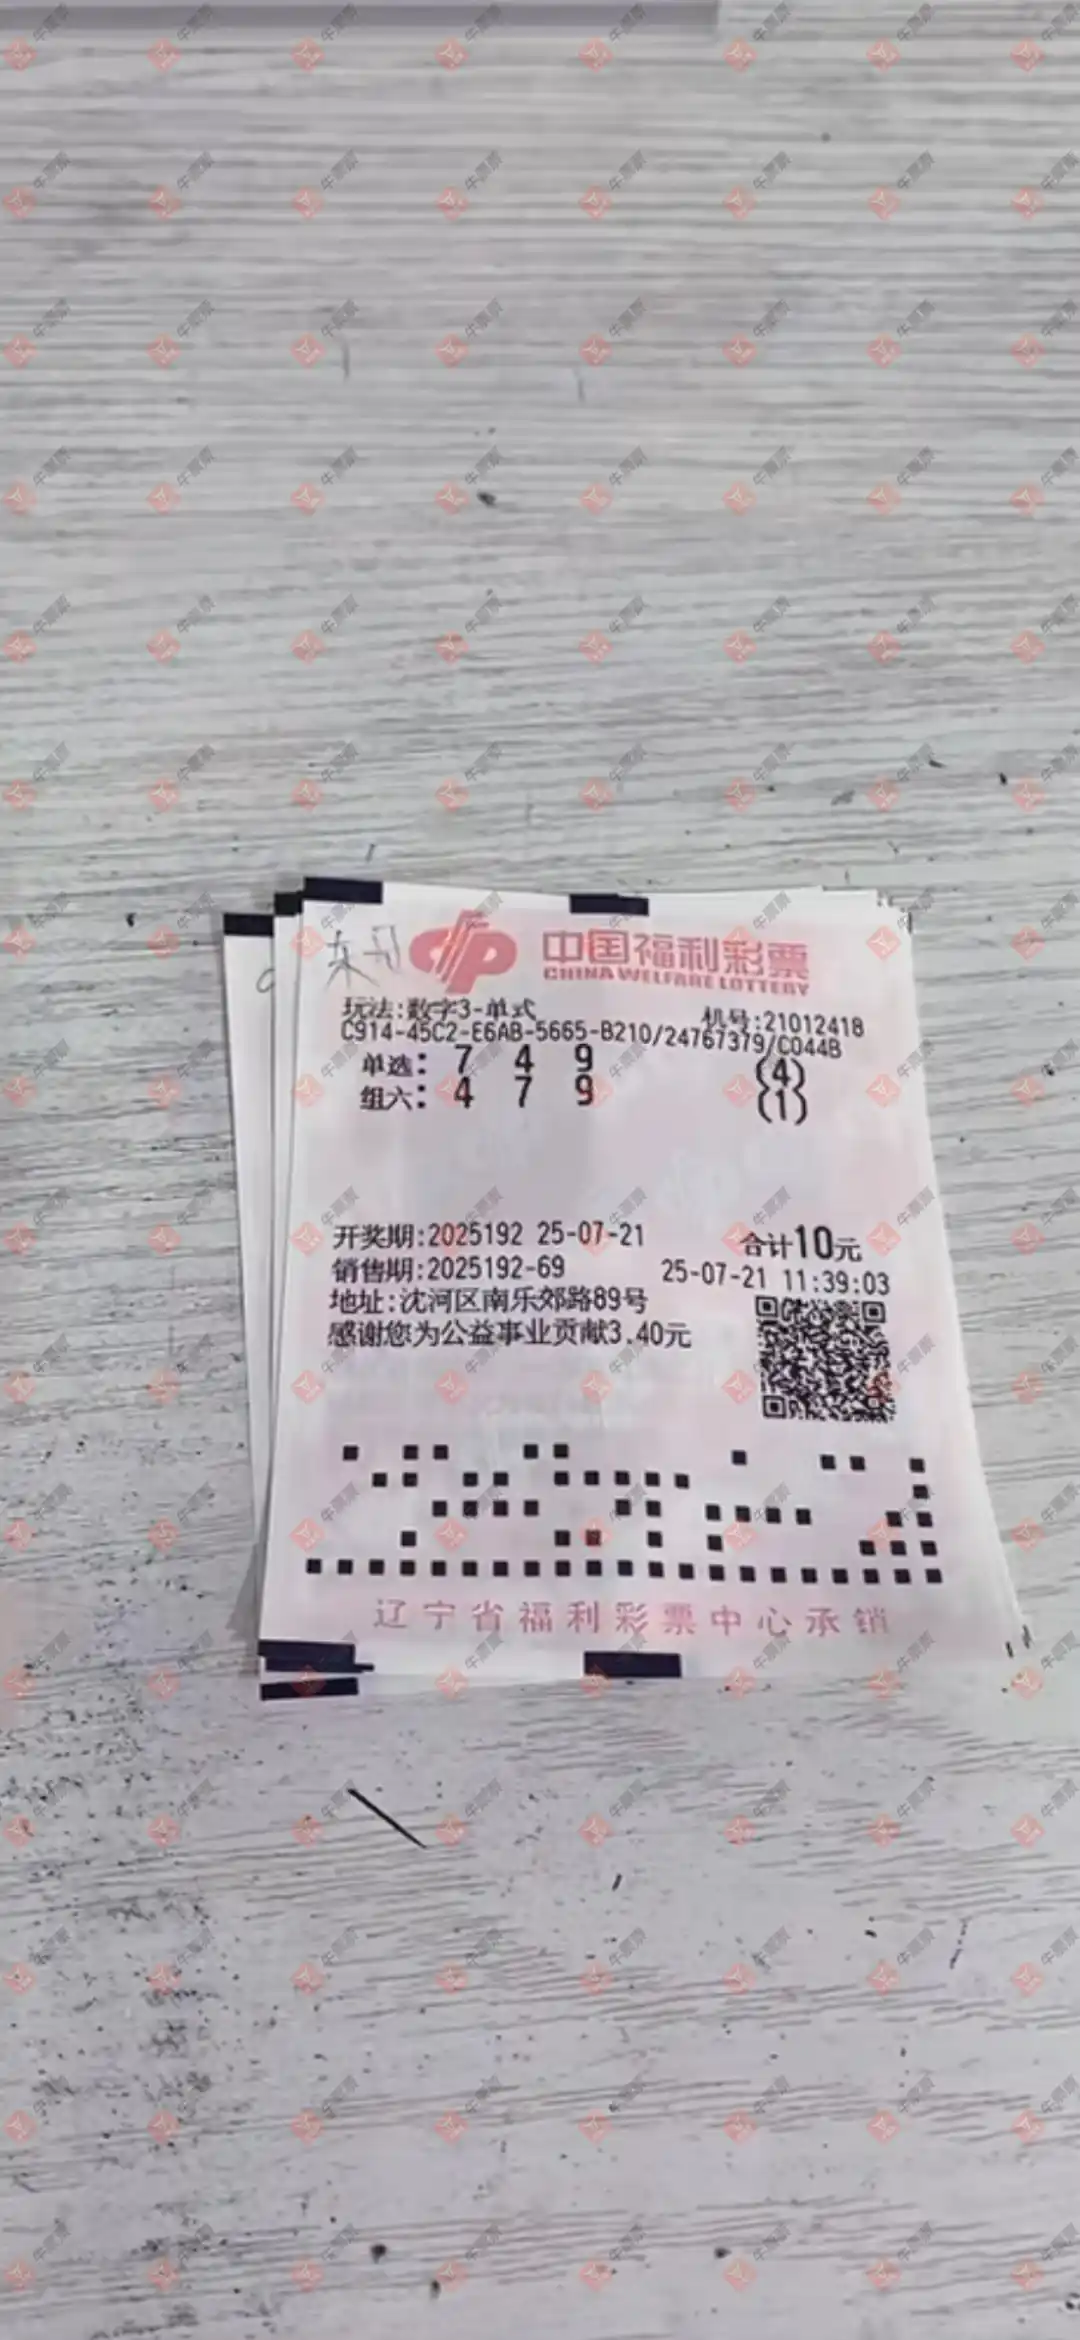 中国福利彩票
CHINA WELFARE LOTTERY
玩法:数字3-单式 机号:21012418
C914-45C2-E6AB-5665-B210/24767379/C044B
单选: 7 4 9 (4)
组六: 4 7 9 (1)
开奖期:2025192 25-07-21 合计10元
销售期:2025192-69 25-07-21 11:39:03
地址:沈河区南乐郊路89号
感谢您为公益事业贡献3.40元
辽宁省福利彩票中心承销